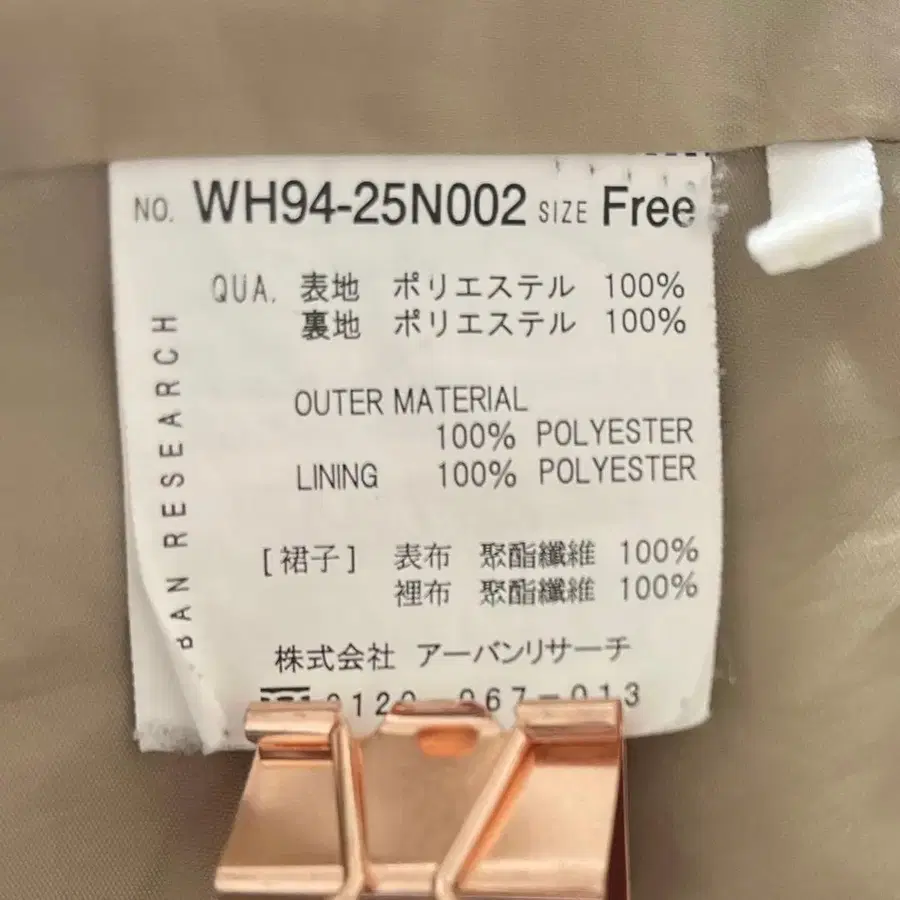 NO. WH94-25N002 SIZE Free
QUA. 表地 ポリエステル 100%
裏地 ポリエステル 100%
OUTER MATERIAL
100% POLYESTER
LINING 100% POLYESTER
[裙子] 表布 聚酯纖維 100%
裡布 聚酯纖維 100%
株式会社 アーバンリサーチ
0120-067-013
BAN RESEARCH